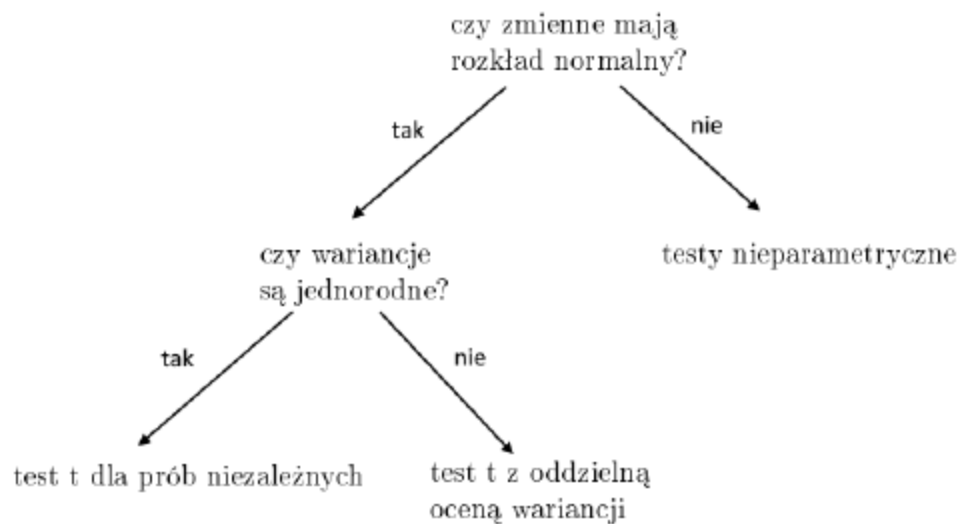 czy zmienne mają
rozkład normalny?
tak
nie
czy wariancje
są jednorodne?
testy nieparametryczne
tak
nie
test t dla prób niezależnych
test t z oddzielną
oceną wariancji